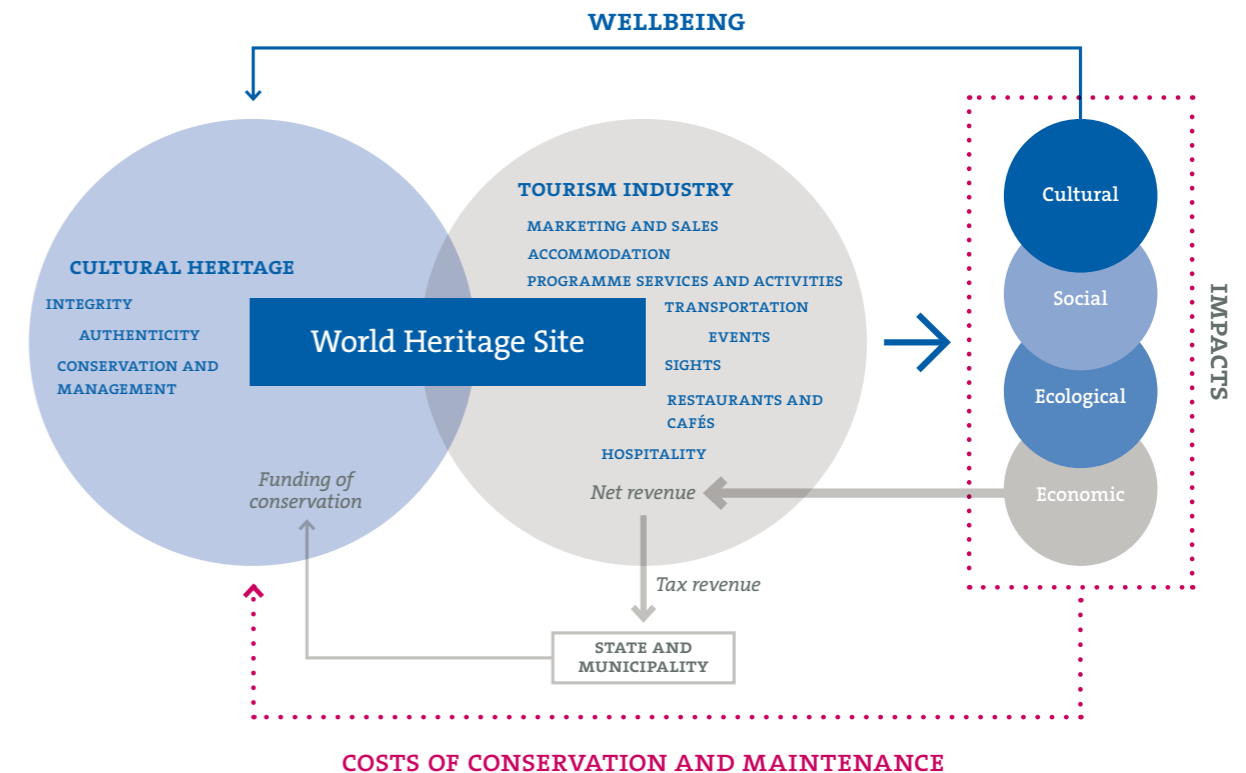 WELLBEING
CULTURAL HERITAGE
INTEGRITY
AUTHENTICITY
CONSERVATION AND
MANAGEMENT
World Heritage Site
TOURISM INDUSTRY
MARKETING AND SALES
ACCOMMODATION
PROGRAMME SERVICES AND ACTIVITIES
TRANSPORTATION
EVENTS
SIGHTS
RESTAURANTS AND
CAFÉS
HOSPITALITY
Funding of
conservation
Net revenue
Tax revenue
STATE AND
MUNICIPALITY
Cultural
Social
Ecological
Economic
IMPACTS
COSTS OF CONSERVATION AND MAINTENANCE